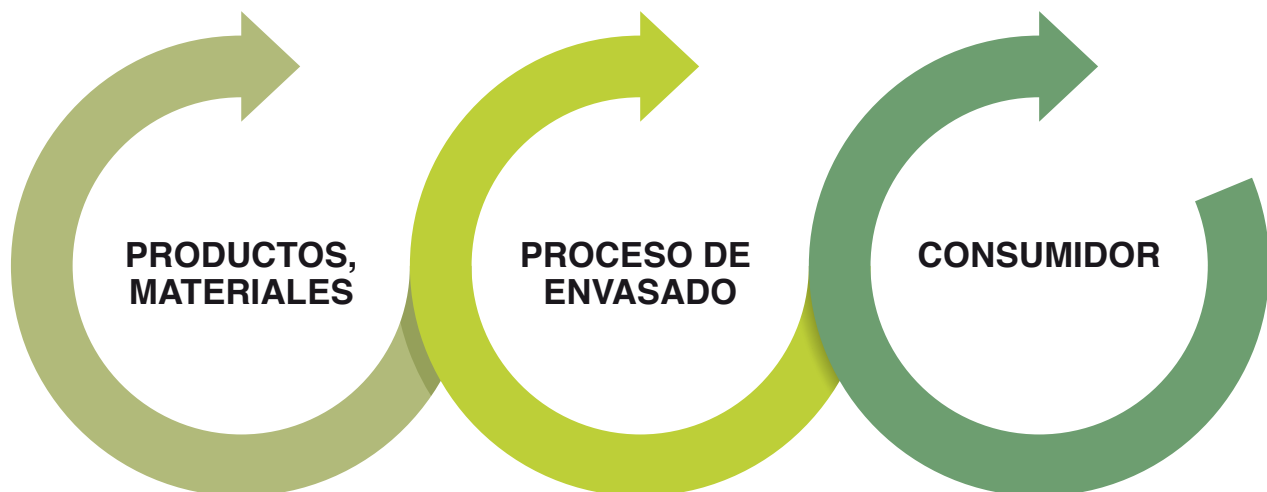 PRODUCTOS,
MATERIALES
PROCESO DE
ENVASADO
CONSUMIDOR